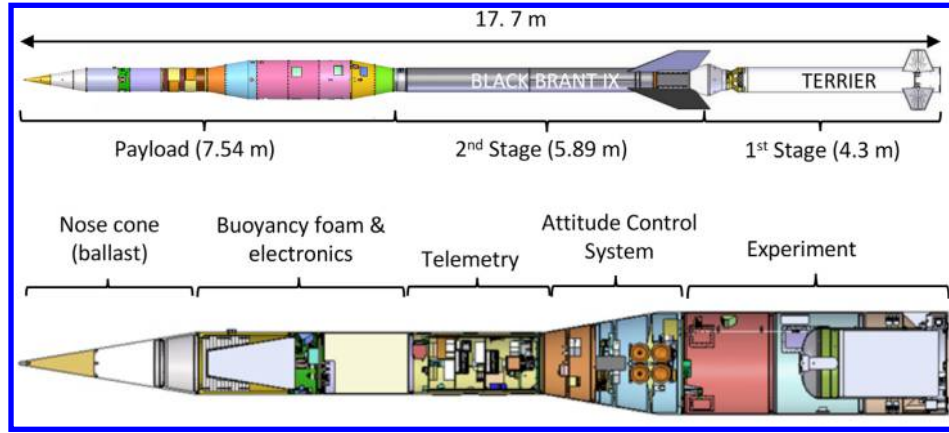 17. 7 m
BLACK BRANT IX
TERRIER
Payload (7.54 m)
2nd Stage (5.89 m)
1st Stage (4.3 m)
Nose cone
(ballast)
Buoyancy foam &
electronics
Telemetry
Attitude Control
System
Experiment